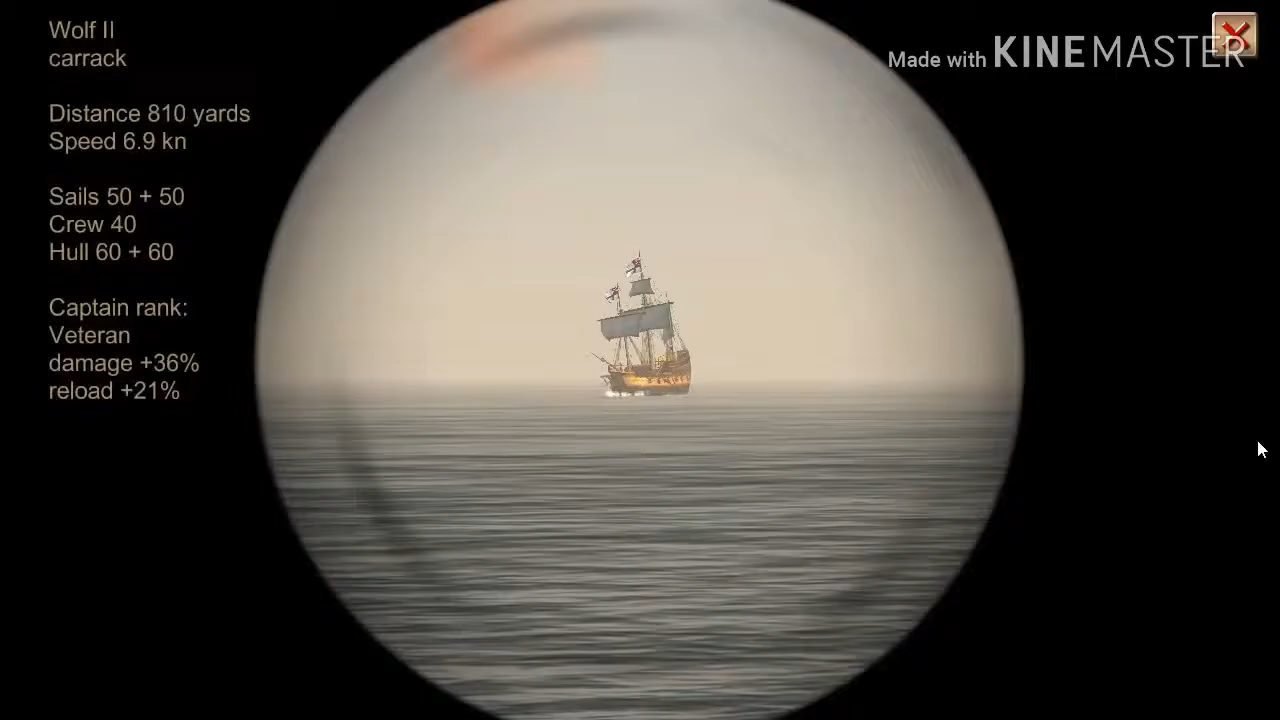 Wolf II
carrack
Made with KINEMASTER
Distance 810 yards
Speed 6.9 kn
Sails 50 + 50
Crew 40
Hull 60 + 60
Captain rank:
Veteran
damage +36%
reload +21%